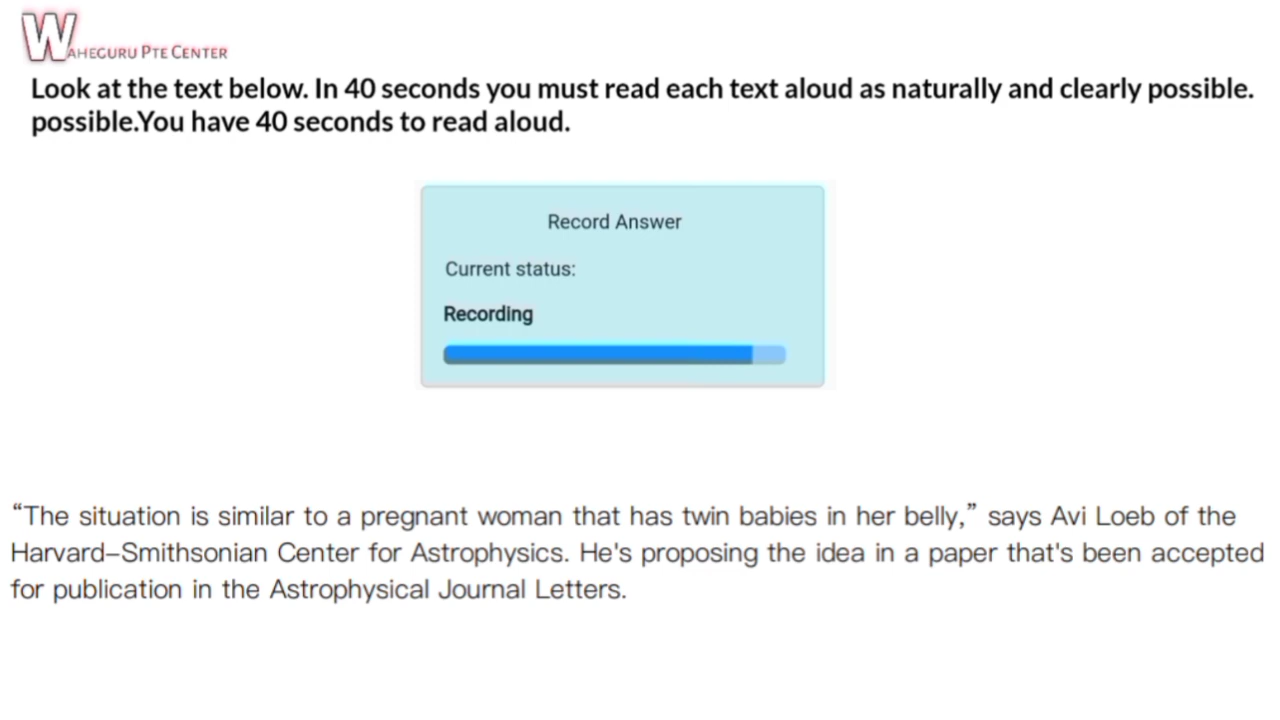 WAHEGURU PTE CENTER
Look at the text below. In 40 seconds you must read each text aloud as naturally and clearly possible.
possible.You have 40 seconds to read aloud.
Record Answer
Current status:
Recording
“The situation is similar to a pregnant woman that has twin babies in her belly,” says Avi Loeb of the
Harvard–Smithsonian Center for Astrophysics. He's proposing the idea in a paper that's been accepted
for publication in the Astrophysical Journal Letters.